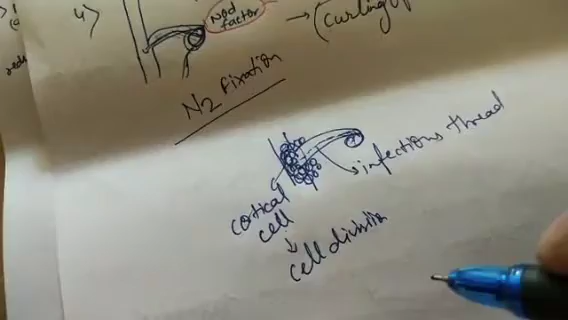 4)
Nod
factor
→ (Curling
N2 fixation
infections thread
cortical
cell
↓
cell division